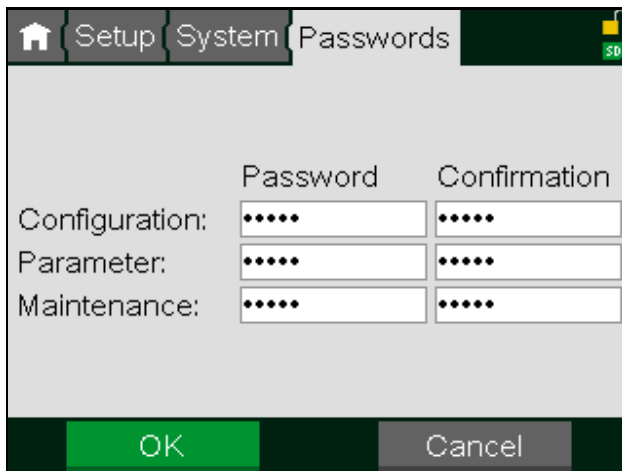 Setup System Passwords
SD
Password Confirmation
Configuration: ••••• •••••
Parameter: ••••• •••••
Maintenance: ••••• •••••
OK Cancel